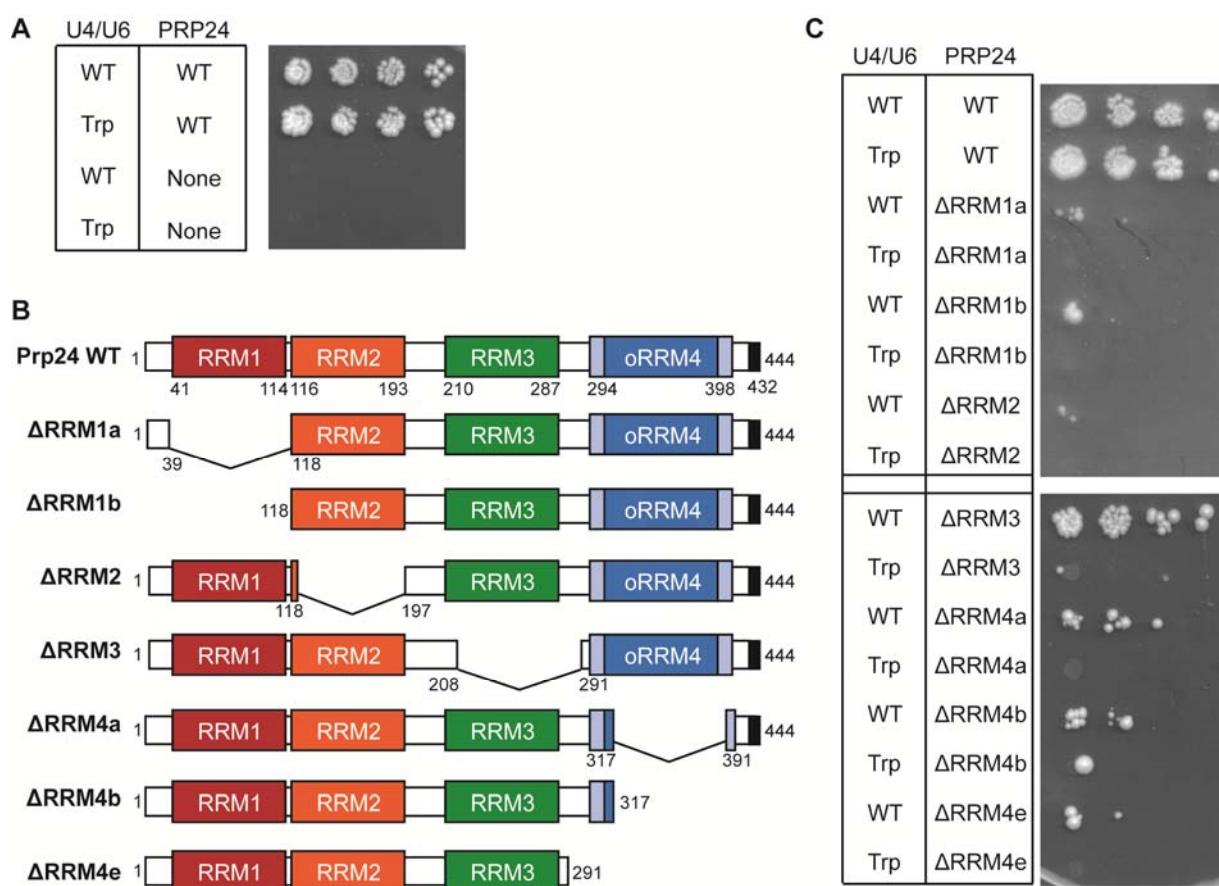 A
U4/U6 PRP24
WT WT
Trp WT
WT None
Trp None
B
Prp24 WT 1 RRM1 RRM2 RRM3 oRRM4 444
41 114 116 193 210 287 294 398 432
ΔRRM1a 1 RRM2 RRM3 oRRM4 444
39 118
ΔRRM1b 118 RRM2 RRM3 oRRM4 444
ΔRRM2 1 RRM1 RRM3 oRRM4 444
118 197
ΔRRM3 1 RRM1 RRM2 oRRM4 444
208 291
ΔRRM4a 1 RRM1 RRM2 RRM3 444
317 391
ΔRRM4b 1 RRM1 RRM2 RRM3 317
ΔRRM4e 1 RRM1 RRM2 RRM3 291
C
U4/U6 PRP24
WT WT
Trp WT
WT ΔRRM1a
Trp ΔRRM1a
WT ΔRRM1b
Trp ΔRRM1b
WT ΔRRM2
Trp ΔRRM2
WT ΔRRM3
Trp ΔRRM3
WT ΔRRM4a
Trp ΔRRM4a
WT ΔRRM4b
Trp ΔRRM4b
WT ΔRRM4e
Trp ΔRRM4e